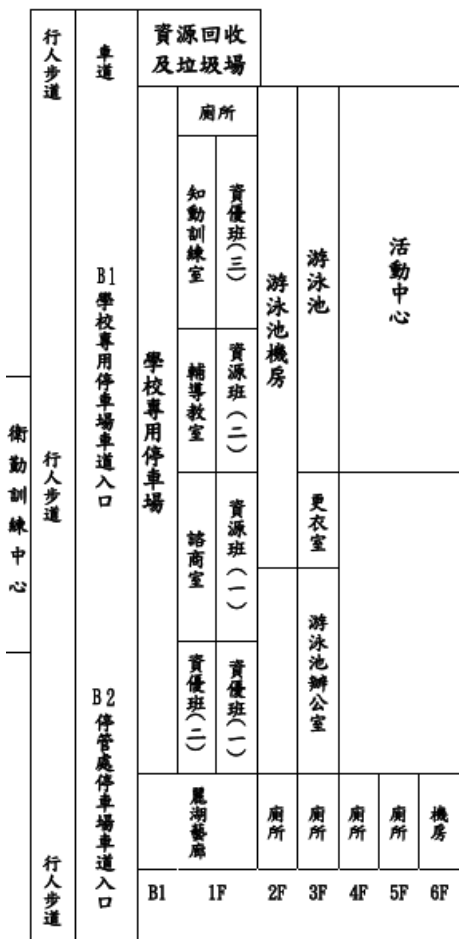 行人步道
車道
資源回收
及垃圾場
廁所
知動訓練室
資優班(三)
游泳池機房
游泳池
活動中心
B1學校專用停車場車道入口
學校專用停車場
輔導教室
資源班(二)
衛勤訓練中心
行人步道
諮商室
資源班(一)
更衣室
游泳池辦公室
B2停管處停車場車道入口
資優班(二)
資優班(一)
麗湖藝廊
廁所
廁所
廁所
廁所
機房
行人步道
B1
1F
2F
3F
4F
5F
6F